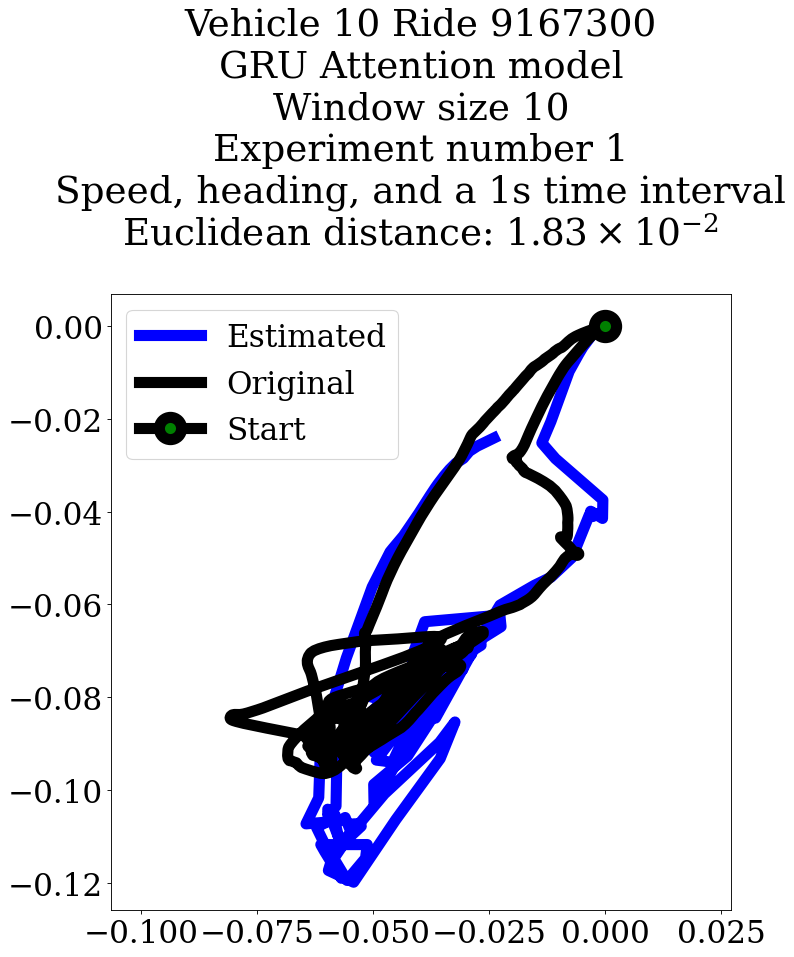 Vehicle 10 Ride 9167300
GRU Attention model
Window size 10
Experiment number 1
Speed, heading, and a 1s time interval
Euclidean distance: 1.83 × 10⁻²
Estimated
Original
Start
0.00
−0.02
−0.04
−0.06
−0.08
−0.10
−0.12
−0.100 −0.075 −0.050 −0.025 0.000 0.025